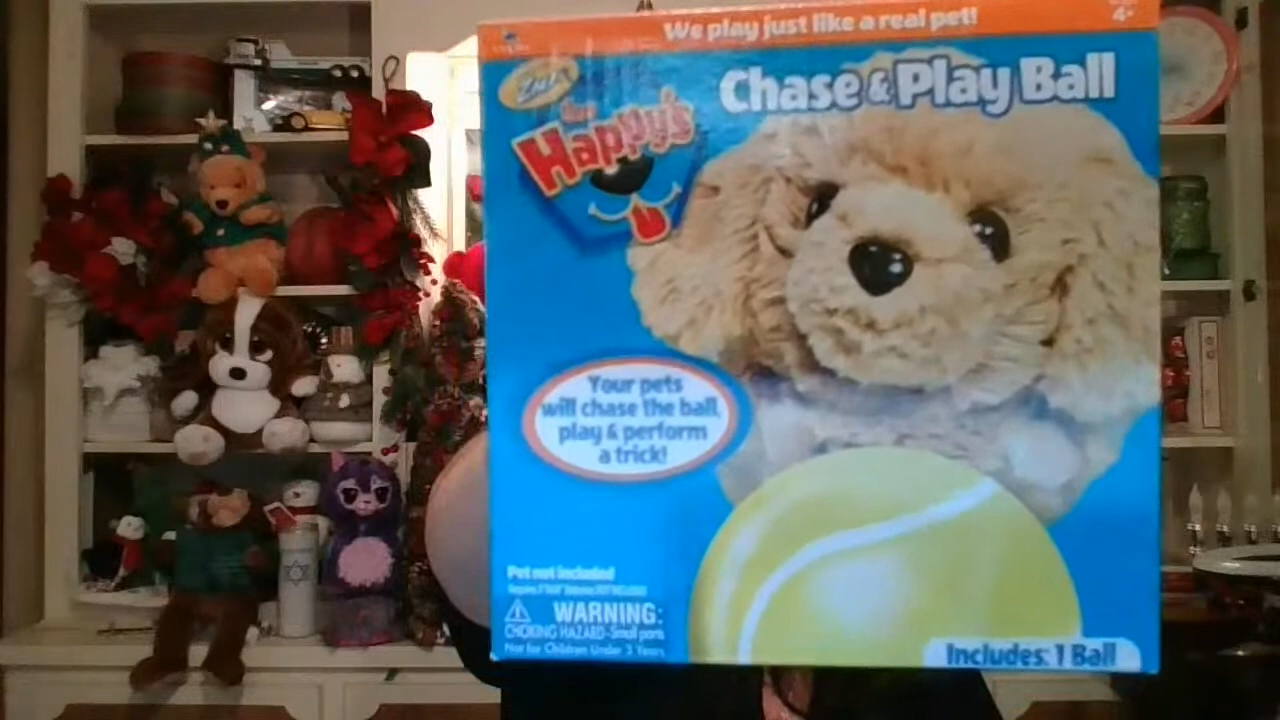 We play just like a real pet!
4+
Zuru
the
Happy's
Chase & Play Ball
Your pets
will chase the ball,
play & perform
a trick!
Pet not included
WARNING:
CHOKING HAZARD-Small parts
Not for Children Under 3 Years
Includes: 1 Ball